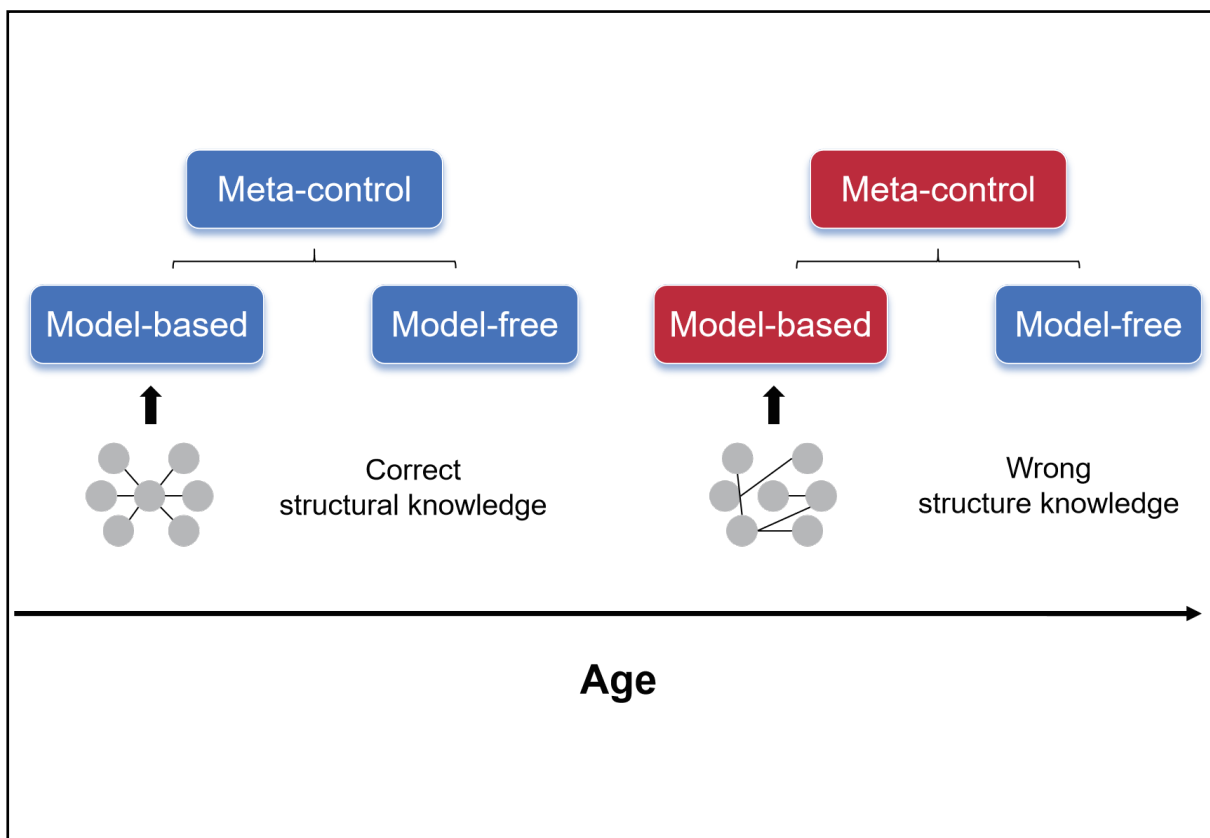 Meta-control
Model-based
Model-free
Correct
structural knowledge
Meta-control
Model-based
Model-free
Wrong
structure knowledge
Age